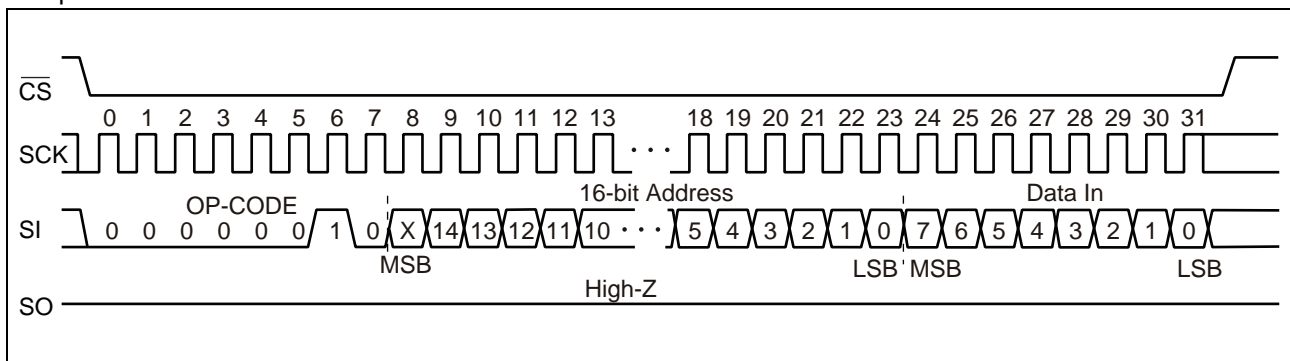 CS
0 1 2 3 4 5 6 7 8 9 10 11 12 13 18 19 20 21 22 23 24 25 26 27 28 29 30 31
SCK · · ·
OP-CODE 16-bit Address Data In
SI 0 0 0 0 0 0 1 0 X 14 13 12 11 10 · · · 5 4 3 2 1 0 7 6 5 4 3 2 1 0
MSB LSB MSB LSB
High-Z
SO